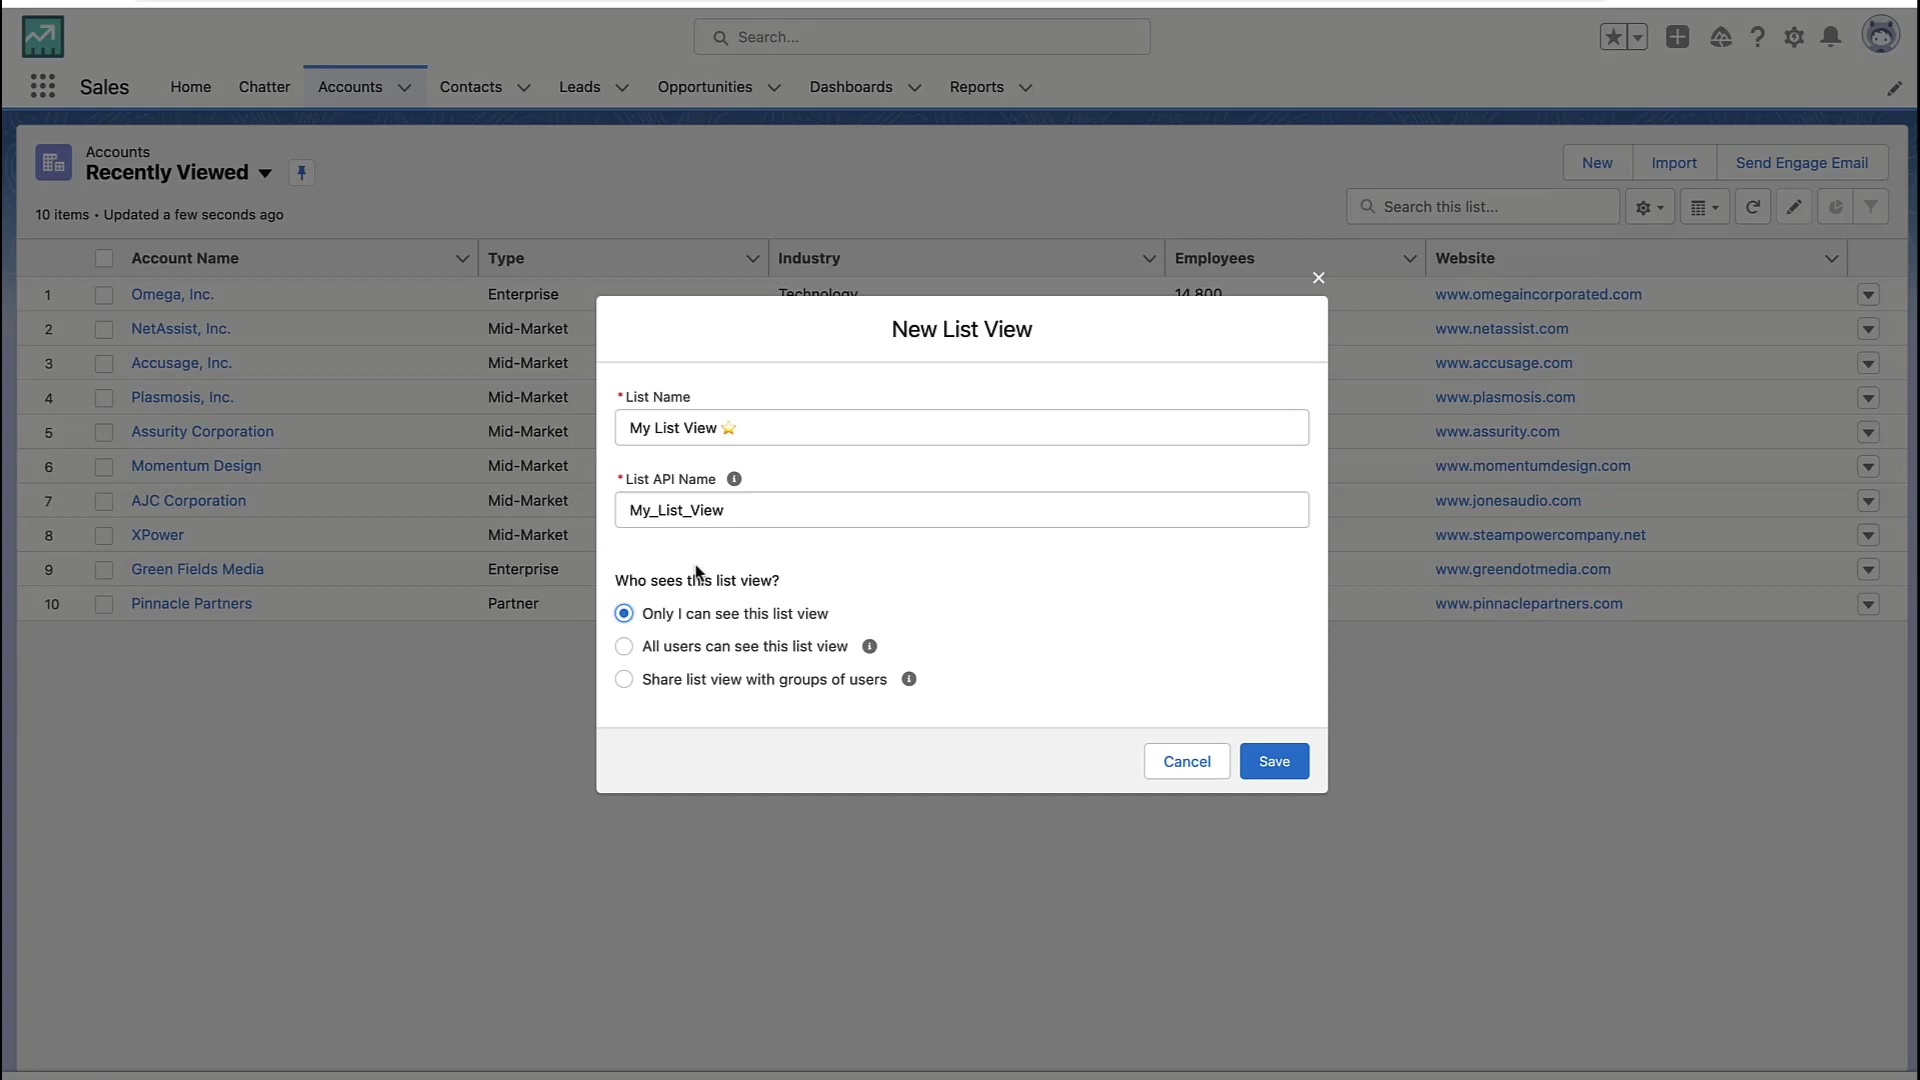 Search...
Sales Home Chatter Accounts Contacts Leads Opportunities Dashboards Reports
Accounts
Recently Viewed
New Import Send Engage Email
10 items • Updated a few seconds ago
Search this list...
Account Name Type Industry Employees Website
1 Omega, Inc. Enterprise Technology 14,800 www.omegaincorporated.com
2 NetAssist, Inc. Mid-Market www.netassist.com
3 Accusage, Inc. Mid-Market www.accusage.com
4 Plasmosis, Inc. Mid-Market www.plasmosis.com
5 Assurity Corporation Mid-Market www.assurity.com
6 Momentum Design Mid-Market www.momentumdesign.com
7 AJC Corporation Mid-Market www.jonesaudio.com
8 XPower Mid-Market www.steampowercompany.net
9 Green Fields Media Enterprise www.greendotmedia.com
10 Pinnacle Partners Partner www.pinnaclepartners.com
New List View
*List Name
My List View ⭐
*List API Name
My_List_View
Who sees this list view?
Only I can see this list view
All users can see this list view
Share list view with groups of users
Cancel Save